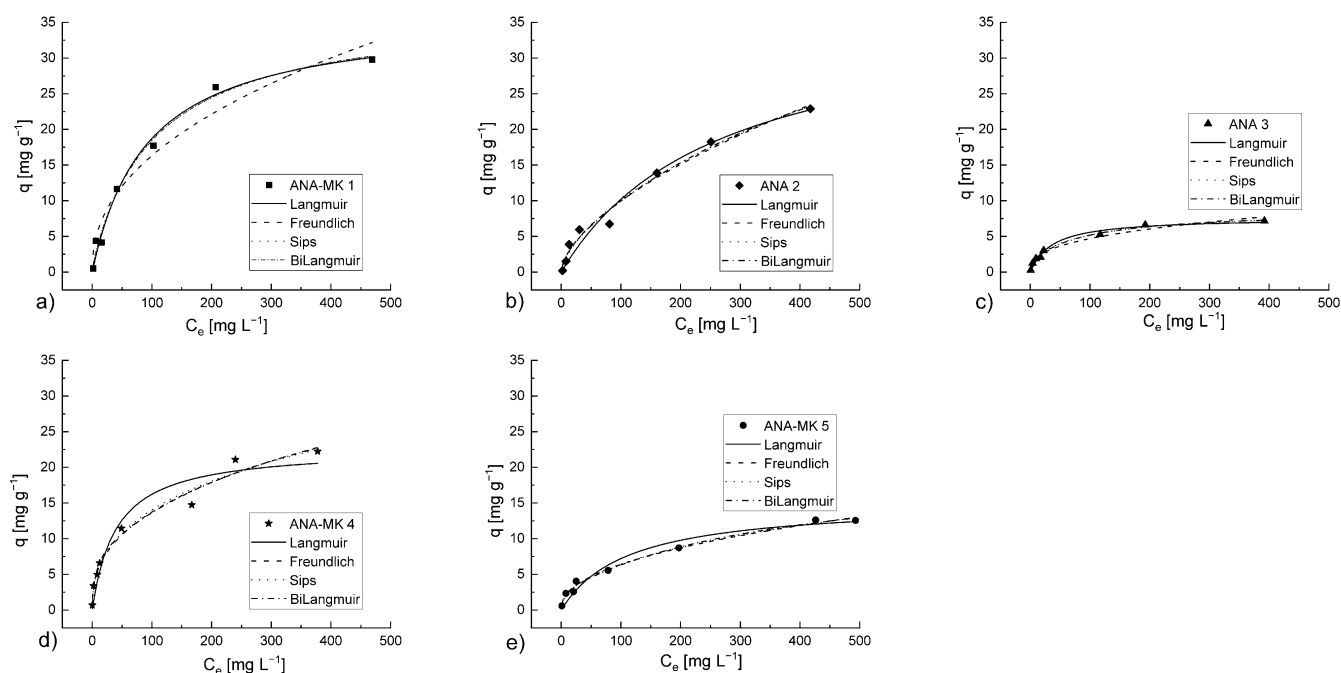 35
30
25
20
15
10
5
0
q [mg g⁻¹]
ANA-MK 1
Langmuir
Freundlich
Sips
BiLangmuir
0 100 200 300 400 500
a)
Cₑ [mg L⁻¹]
35
30
25
20
15
10
5
0
q [mg g⁻¹]
ANA 2
Langmuir
Freundlich
Sips
BiLangmuir
0 100 200 300 400 500
b)
Cₑ [mg L⁻¹]
35
30
25
20
15
10
5
0
q [mg g⁻¹]
ANA 3
Langmuir
Freundlich
Sips
BiLangmuir
0 100 200 300 400 500
c)
Cₑ [mg L⁻¹]
35
30
25
20
15
10
5
0
q [mg g⁻¹]
ANA-MK 4
Langmuir
Freundlich
Sips
BiLangmuir
0 100 200 300 400 500
d)
Cₑ [mg L⁻¹]
35
30
25
20
15
10
5
0
q [mg g⁻¹]
ANA-MK 5
Langmuir
Freundlich
Sips
BiLangmuir
0 100 200 300 400 500
e)
Cₑ [mg L⁻¹]